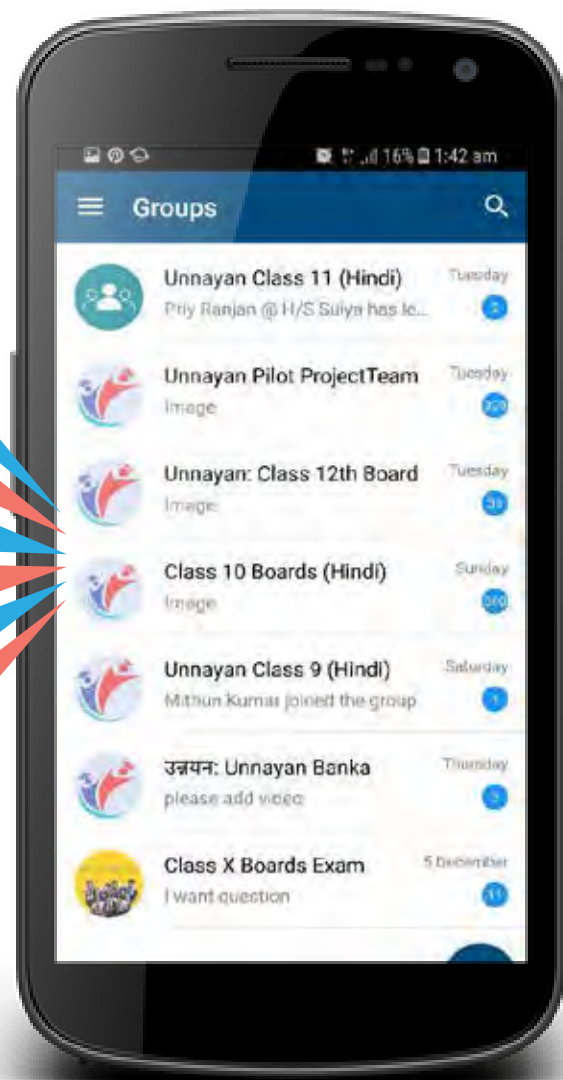 16% 1:42 am
Groups
Unnayan Class 11 (Hindi) Tuesday
Priy Ranjan @ H/S Suiya has le...
Unnayan Pilot ProjectTeam Tuesday
Image
Unnayan: Class 12th Board Tuesday
Image
Class 10 Boards (Hindi) Sunday
Image
Unnayan Class 9 (Hindi) Saturday
Mithun Kumar joined the group 1
उन्नयन: Unnayan Banka Thursday
please add video
Class X Boards Exam 5 December
I want question 11